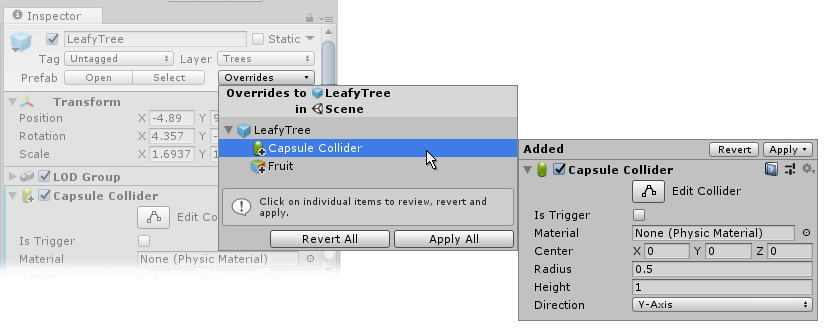 Inspector
LeafyTree Static
Tag Untagged Layer Trees
Prefab Open Select Overrides
Transform
Position X -4.89 Y 9
Rotation X 4.357 Y -
Scale X 1.6937 Y 1
LOD Group
Capsule Collider
Edit Co
Is Trigger
Material None (Physic Material)
Overrides to LeafyTree
in Scene
LeafyTree
Capsule Collider
Fruit
Click on individual items to review, revert and
apply.
Revert All Apply All
Added Revert Apply
Capsule Collider
Edit Collider
Is Trigger
Material None (Physic Material)
Center X 0 Y 0 Z 0
Radius 0.5
Height 1
Direction Y-Axis